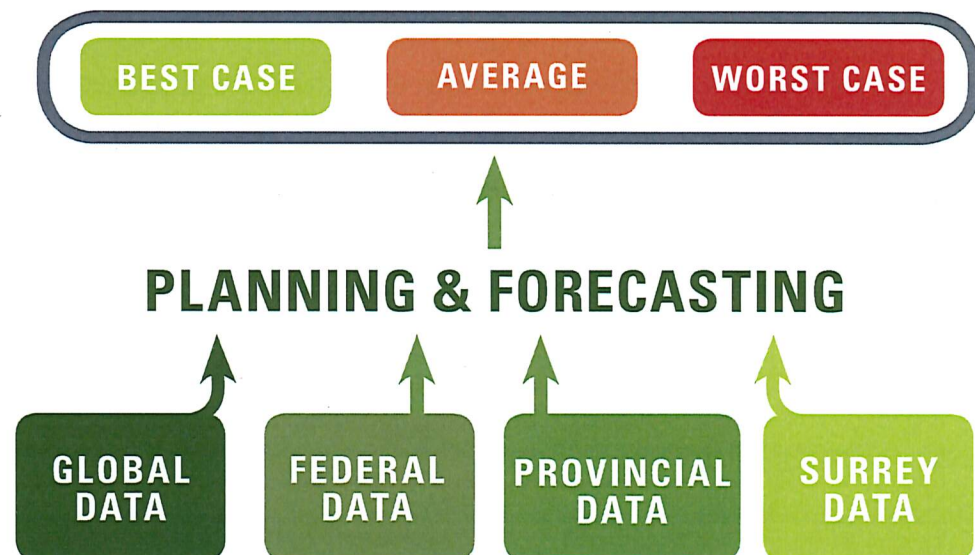 BEST CASE
AVERAGE
WORST CASE
PLANNING & FORECASTING
GLOBAL
DATA
FEDERAL
DATA
PROVINCIAL
DATA
SURREY
DATA